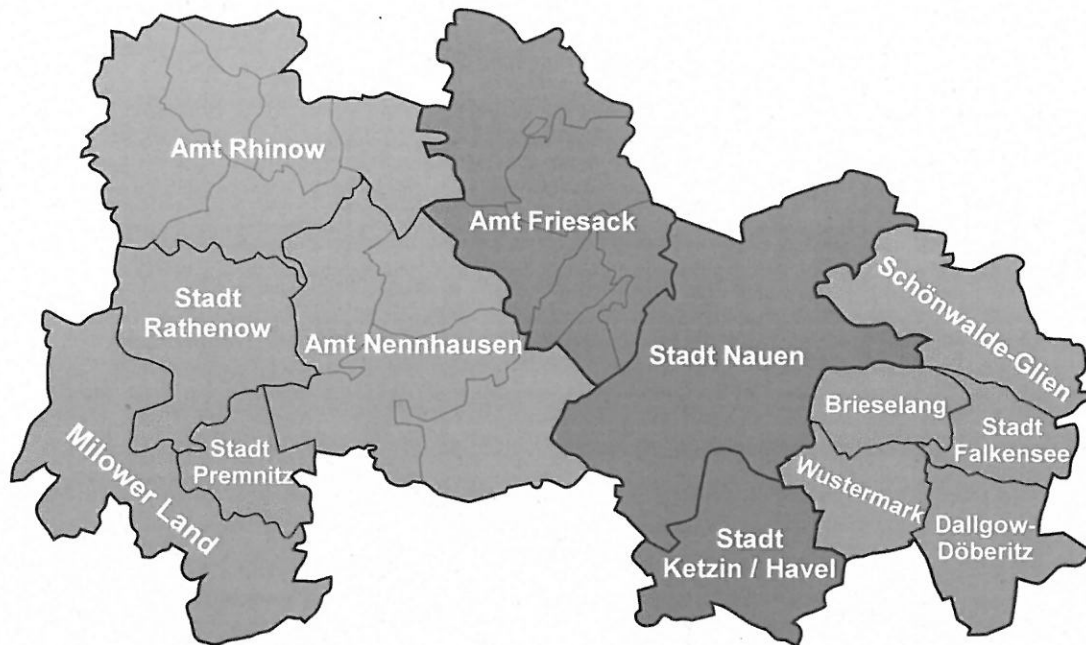 Amt Rhinow
Amt Friesack
Stadt
Rathenow
Amt Nennhausen
Stadt Nauen
Schönwalde-Glien
Brieselang
Stadt
Falkensee
Milower Land
Stadt
Premnitz
Wustermark
Dallgow-
Döberitz
Stadt
Ketzin / Havel